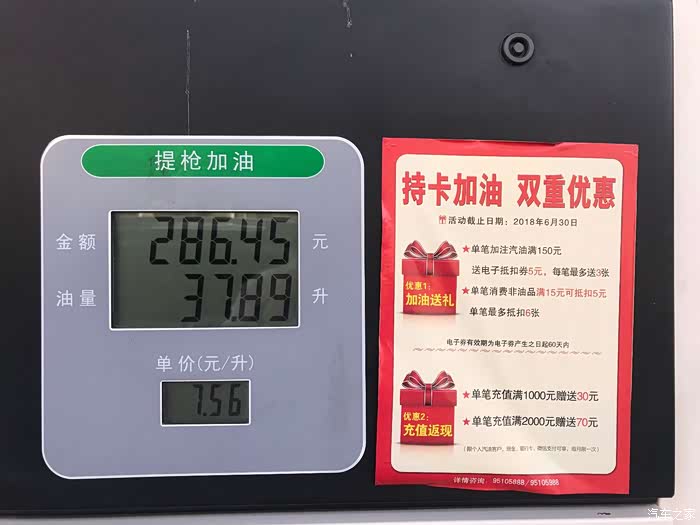 提枪加油
金额 286.45 元
油量 37.89 升
单价(元/升)
7.56
持卡加油 双重优惠
活动截止日期：2018年6月30日
优惠1：
加油送礼
★单笔加注汽油满150元
送电子抵扣券5元，每笔最多送3张
★单笔消费非油品满15元可抵扣5元
单笔最多抵扣6张
电子券有效期为电子券产生之日起60天内
优惠2：
充值返现
★单笔充值满1000元赠送30元
★单笔充值满2000元赠送70元
详情咨询：95105888/95105988
汽车之家